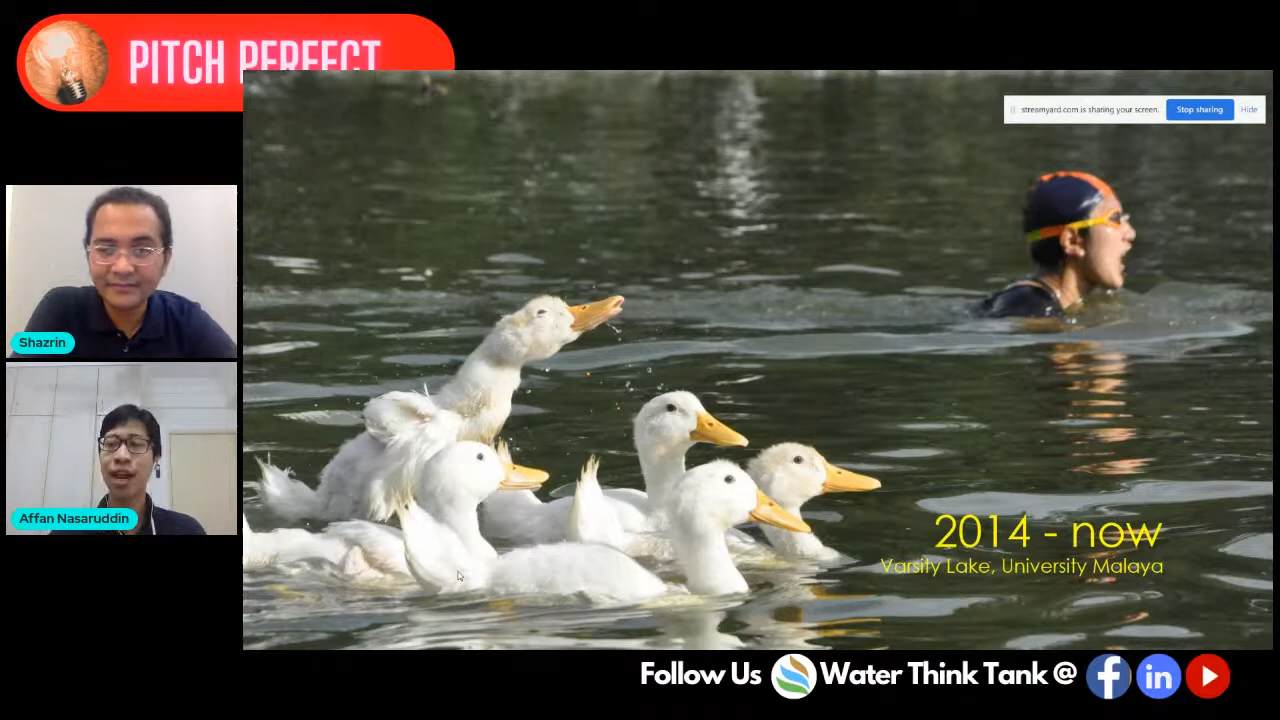 PITCH PERFECT
streamyard.com is sharing your screen.
Stop sharing
Hide
Shazrin
Affan Nasaruddin
2014 - now
Varsity Lake, University Malaya
Follow Us Water Think Tank @